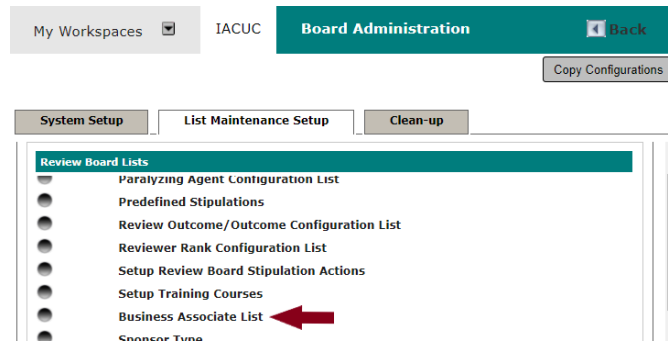 My Workspaces IACUC Board Administration Back
Copy Configurations
System Setup List Maintenance Setup Clean-up
Review Board Lists
Paralyzing Agent Configuration List
Predefined Stipulations
Review Outcome/Outcome Configuration List
Reviewer Rank Configuration List
Setup Review Board Stipulation Actions
Setup Training Courses
Business Associate List
Sponsor Type